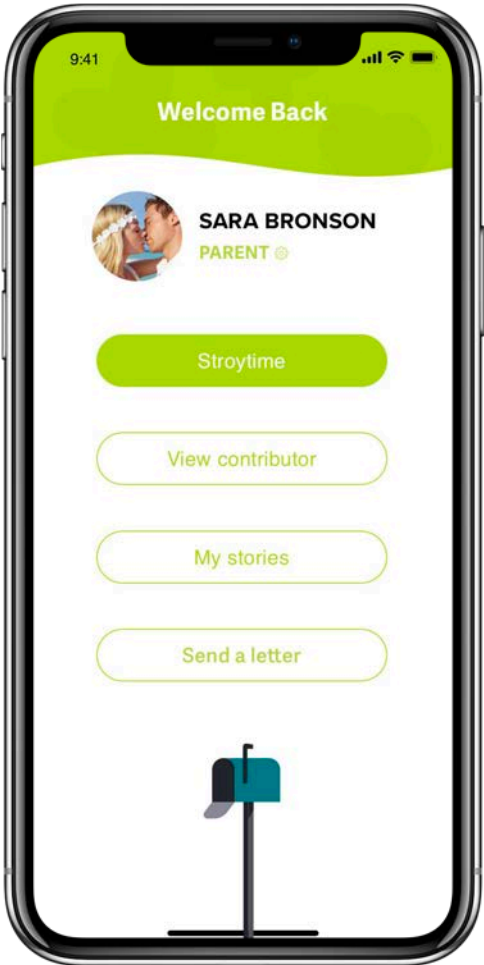 9:41
Welcome Back
SARA BRONSON
PARENT
Stroytime
View contributor
My stories
Send a letter